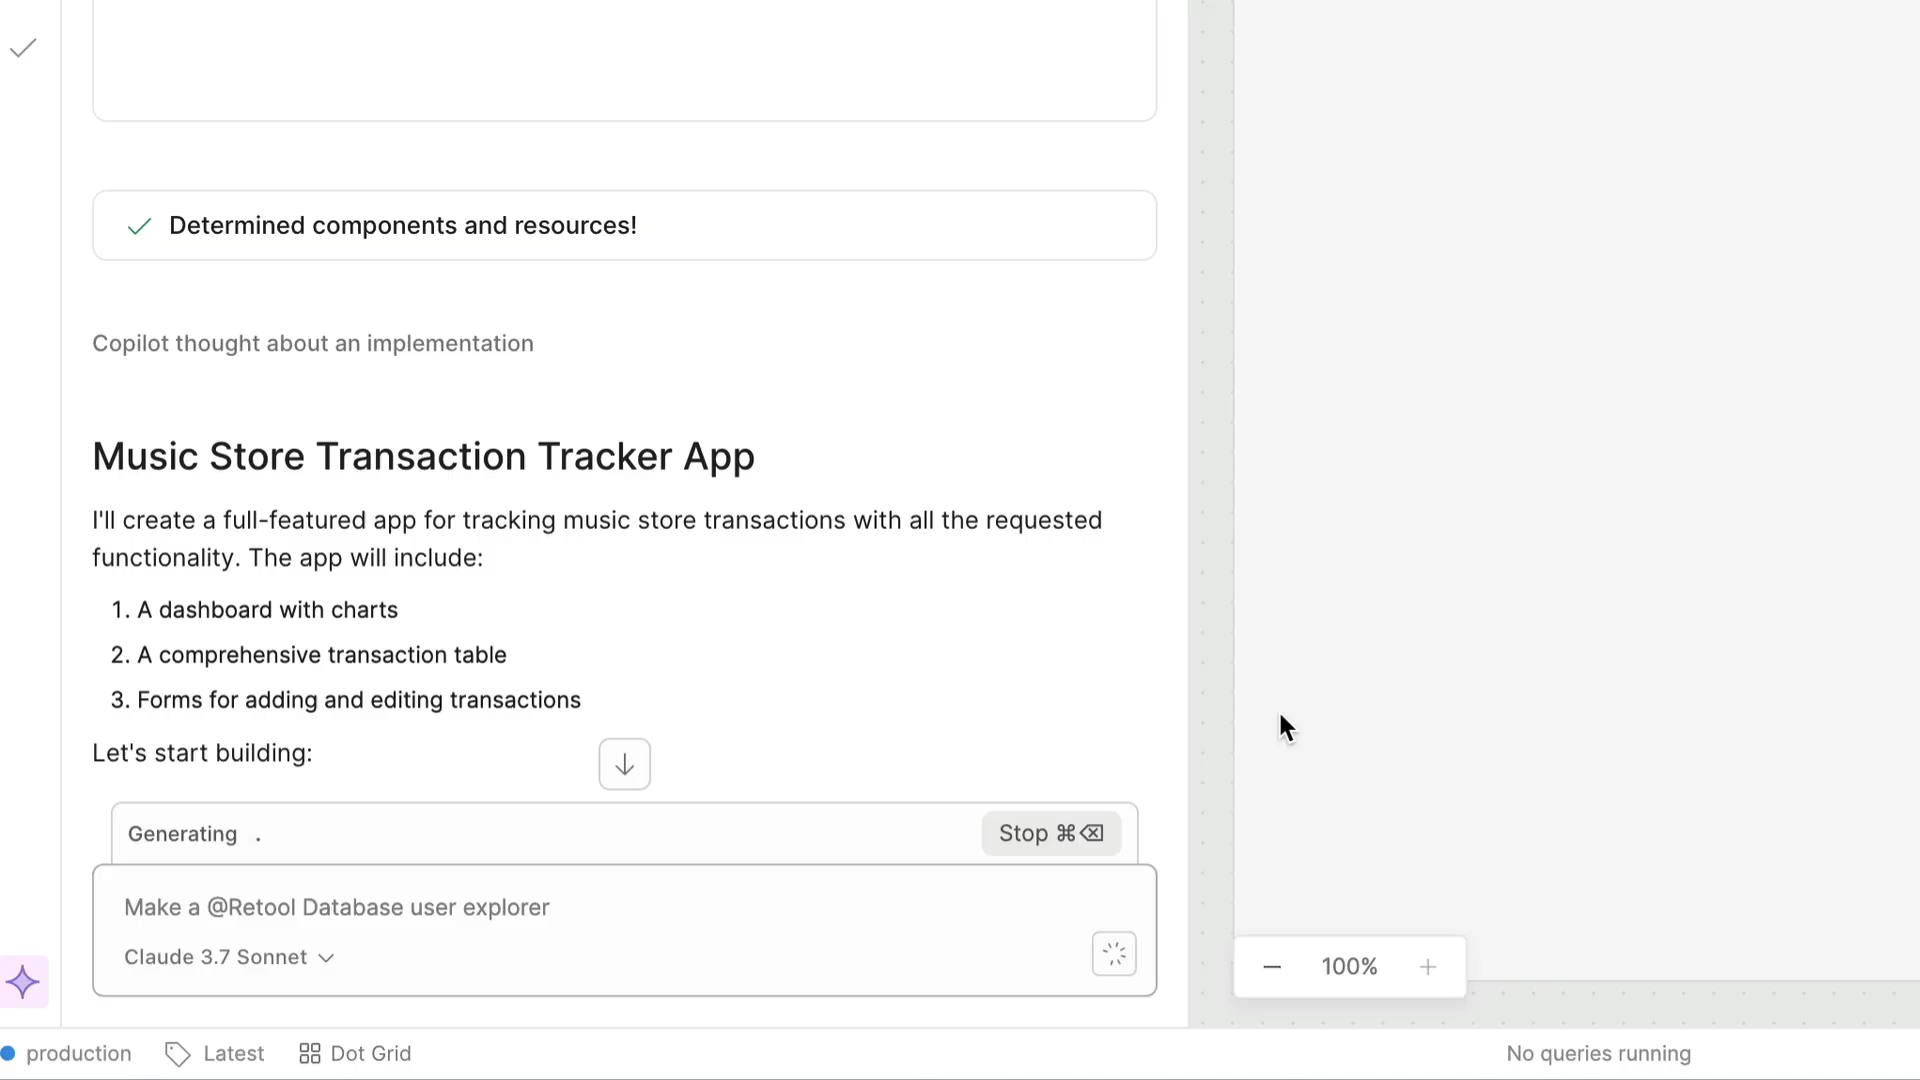 Determined components and resources!
Copilot thought about an implementation
Music Store Transaction Tracker App
I'll create a full-featured app for tracking music store transactions with all the requested
functionality. The app will include:
1. A dashboard with charts
2. A comprehensive transaction table
3. Forms for adding and editing transactions
Let's start building:
Generating .
Stop ⌘⌫
Make a @Retool Database user explorer
Claude 3.7 Sonnet
100%
production
Latest
Dot Grid
No queries running